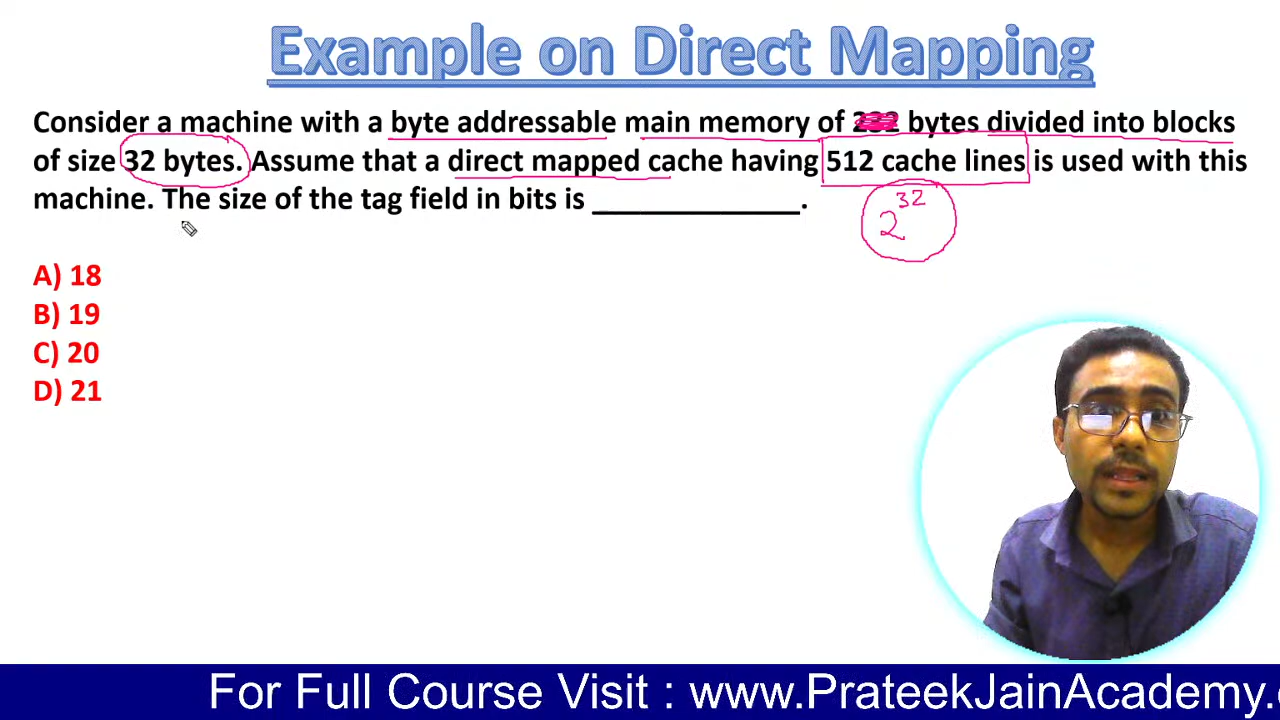 Example on Direct Mapping
Consider a machine with a byte addressable main memory of bytes divided into blocks
of size 32 bytes. Assume that a direct mapped cache having 512 cache lines is used with this
machine. The size of the tag field in bits is ______________.
2^32
A) 18
B) 19
C) 20
D) 21
For Full Course Visit : www.PrateekJainAcademy.